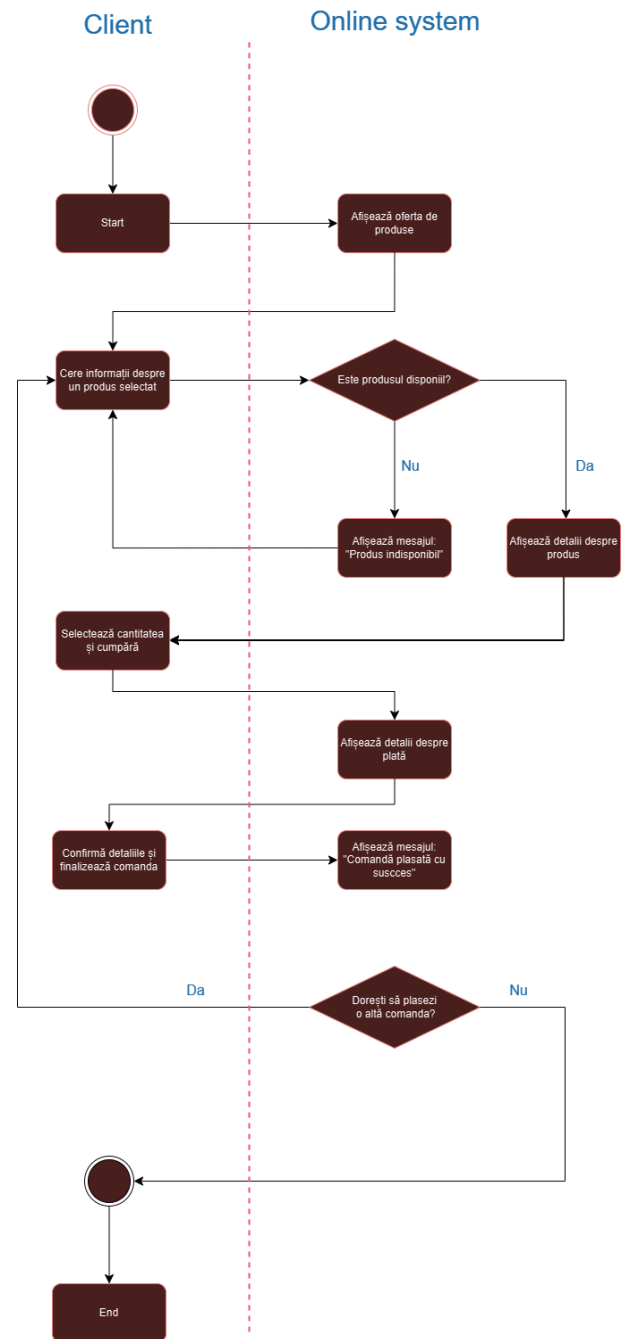 Client
Online system
Start
Afișează oferta de
produse
Cere informații despre
un produs selectat
Este produsul disponiil?
Nu
Da
Afișează mesajul:
"Produs indisponibil"
Afișează detalii despre
produs
Selectează cantitatea
și cumpără
Afișează detalii despre
plată
Confirmă detaliile și
finalizează comanda
Afișează mesajul:
"Comandă plasată cu
suscces"
Da
Dorești să plasezi
o altă comanda?
Nu
End